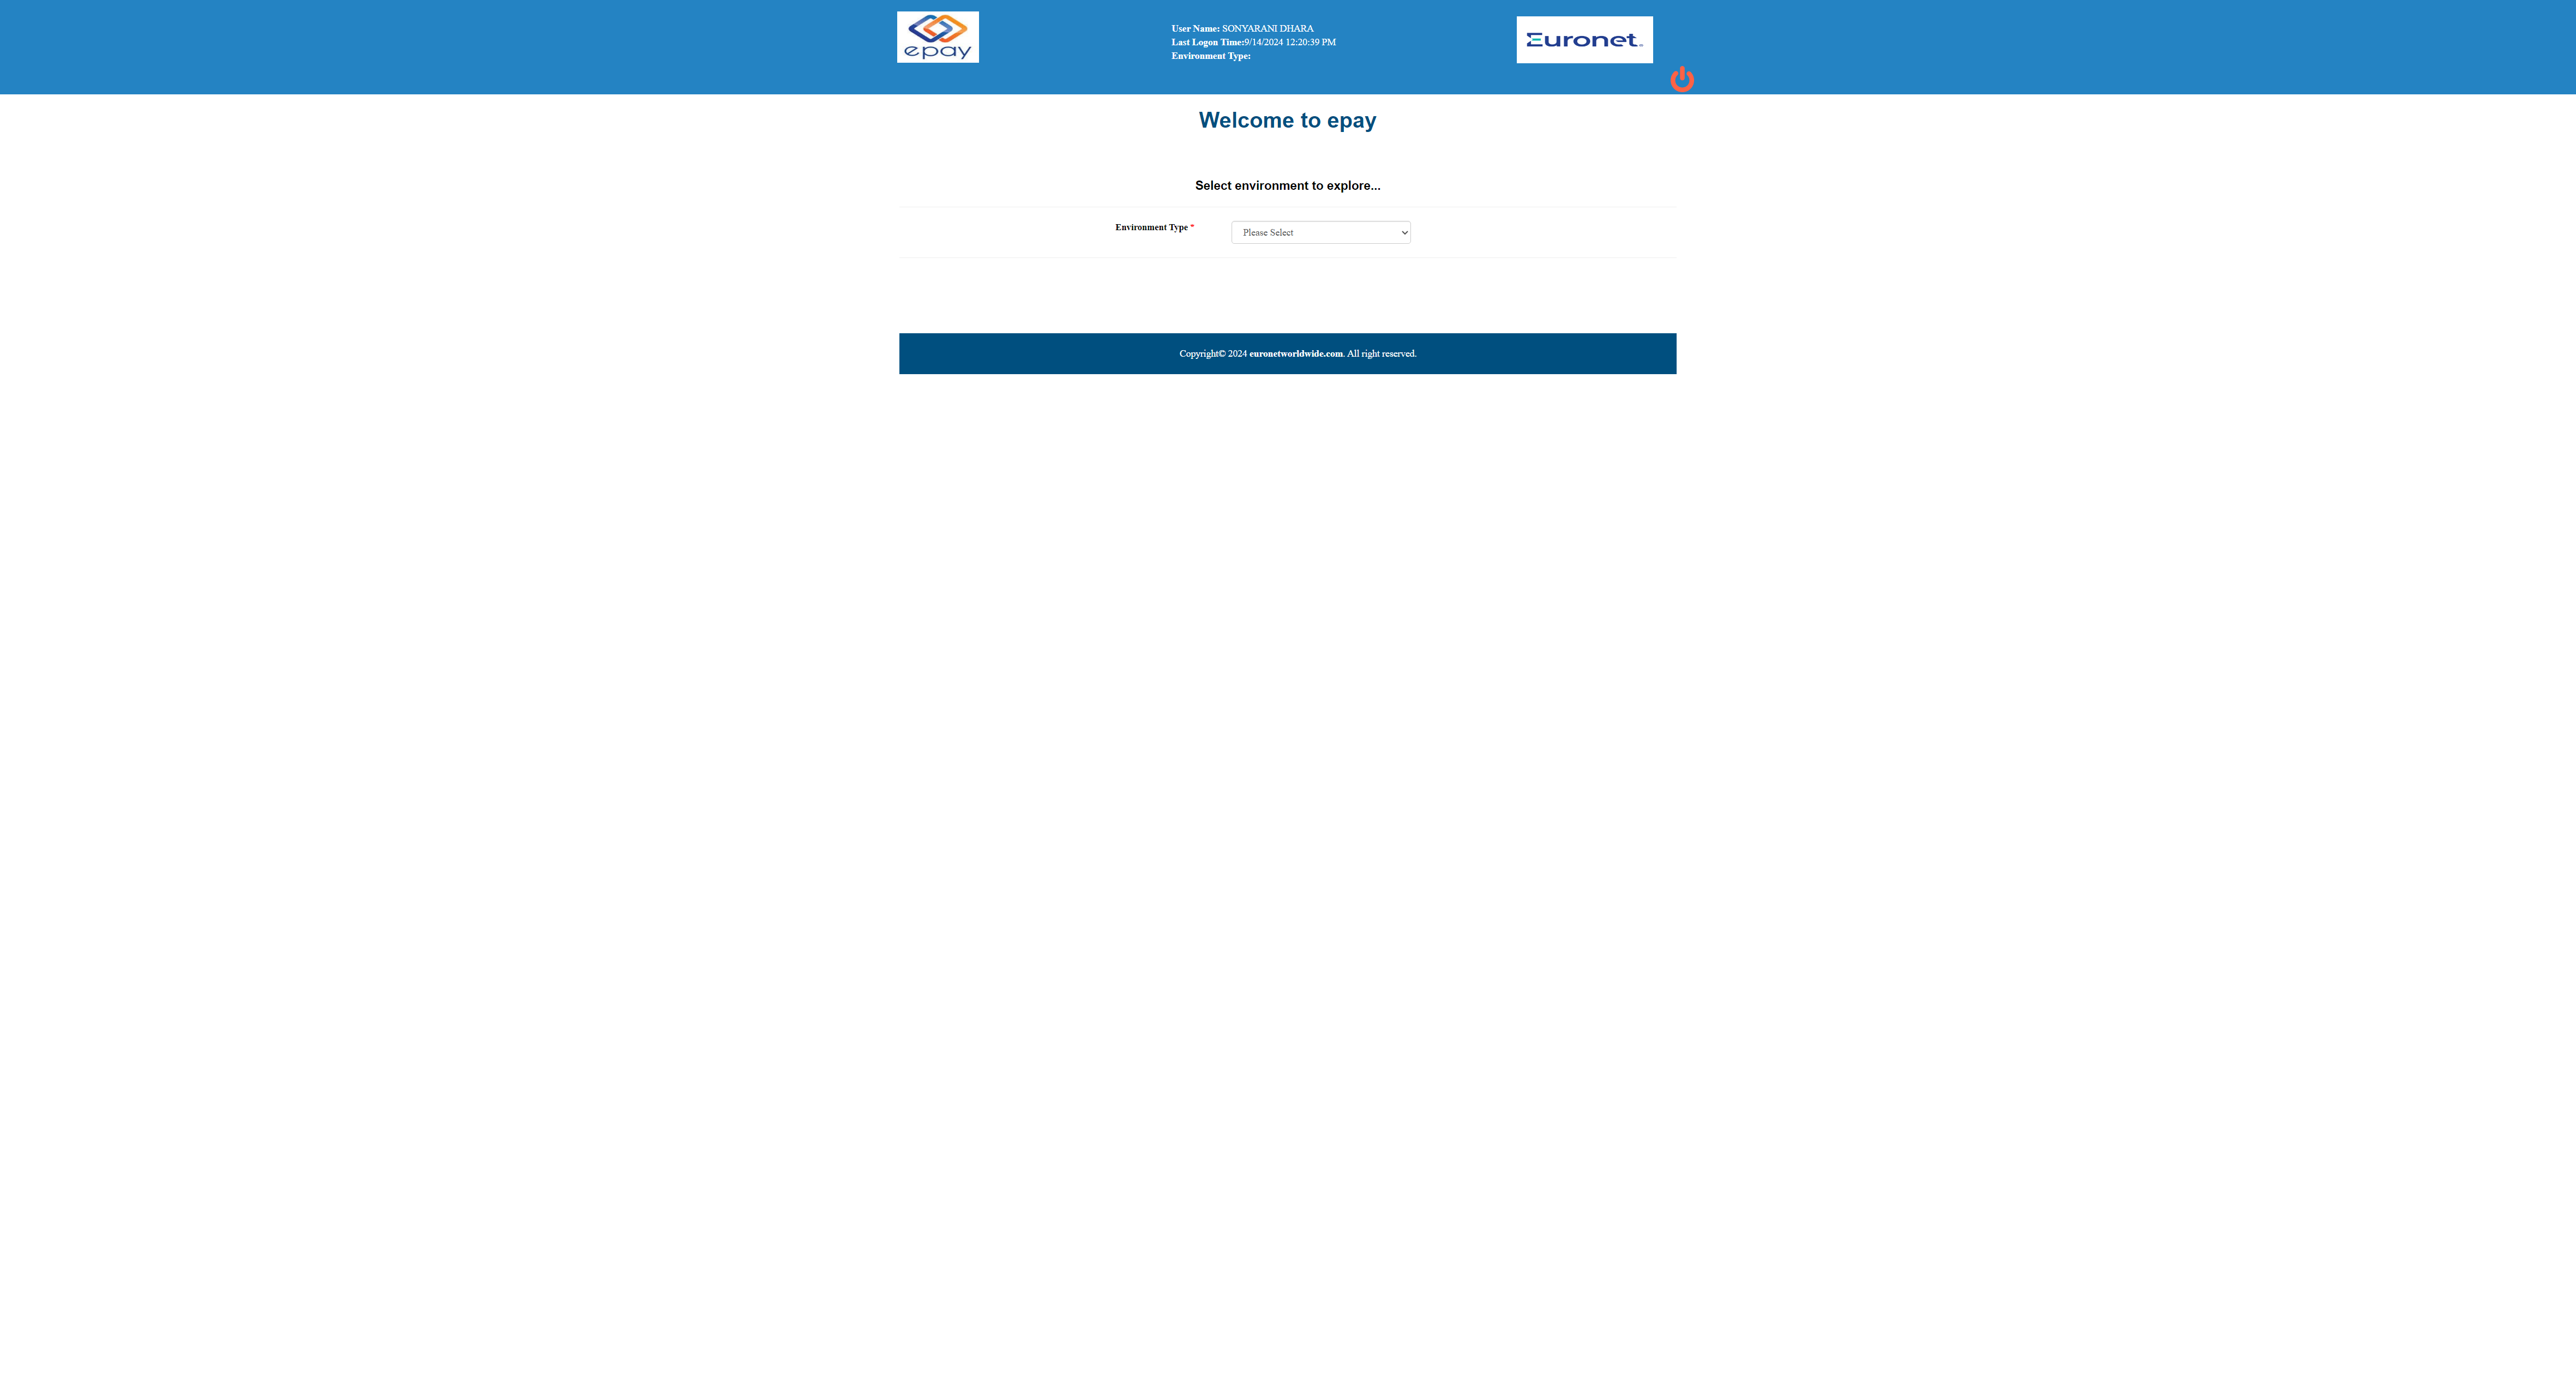 epay
User Name: SONYARANI DHARA
Last Logon Time:9/14/2024 12:20:39 PM
Environment Type:
Euronet
Welcome to epay
Select environment to explore...
Environment Type *
Please Select
Copyright© 2024 euronetworldwide.com. All right reserved.